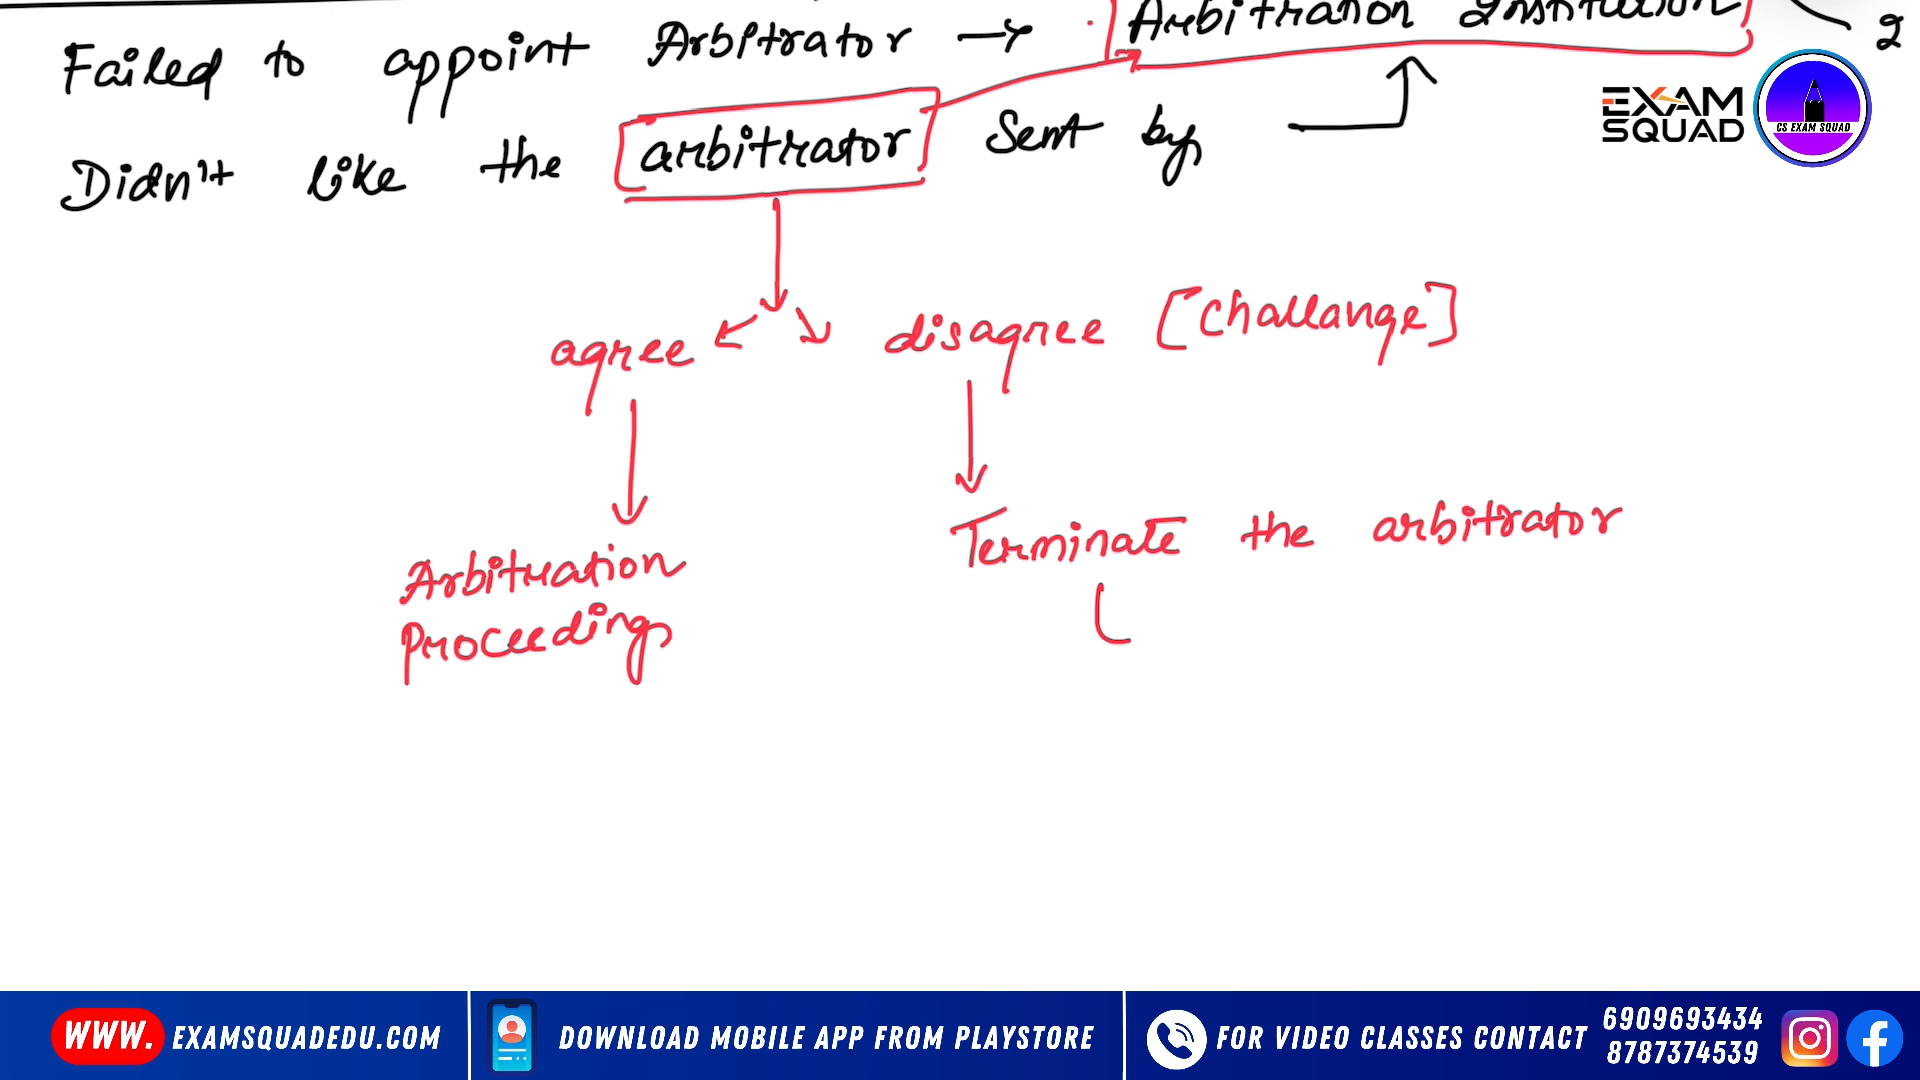 Failed to appoint Arbitrator → Arbitration Institution 2
EXAM SQUAD
CS EXAM SQUAD
Didn't like the arbitrator Sent by
agree disagree [Challange]
Arbitration Proceeding
Terminate the arbitrator
WWW. EXAMSQUADEDU.COM
DOWNLOAD MOBILE APP FROM PLAYSTORE
FOR VIDEO CLASSES CONTACT
6909693434
8787374539